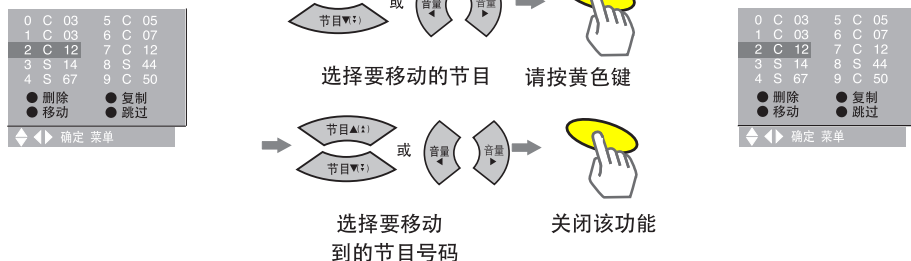 0 C 03 5 C 05
1 C 03 6 C 07
2 C 12 7 C 12
3 S 14 8 S 44
4 S 67 9 C 50
● 删除 ● 复制
● 移动 ● 跳过
确定 菜单
节目▼ 或 音量 ◀ 音量 ▶
选择要移动的节目 请按黄色键
节目▲
节目▼ 或 音量 ◀ 音量 ▶
选择要移动
到的节目号码
关闭该功能
0 C 03 5 C 05
1 C 03 6 C 07
2 C 12 7 C 12
3 S 14 8 S 44
4 S 67 9 C 50
● 删除 ● 复制
● 移动 ● 跳过
确定 菜单